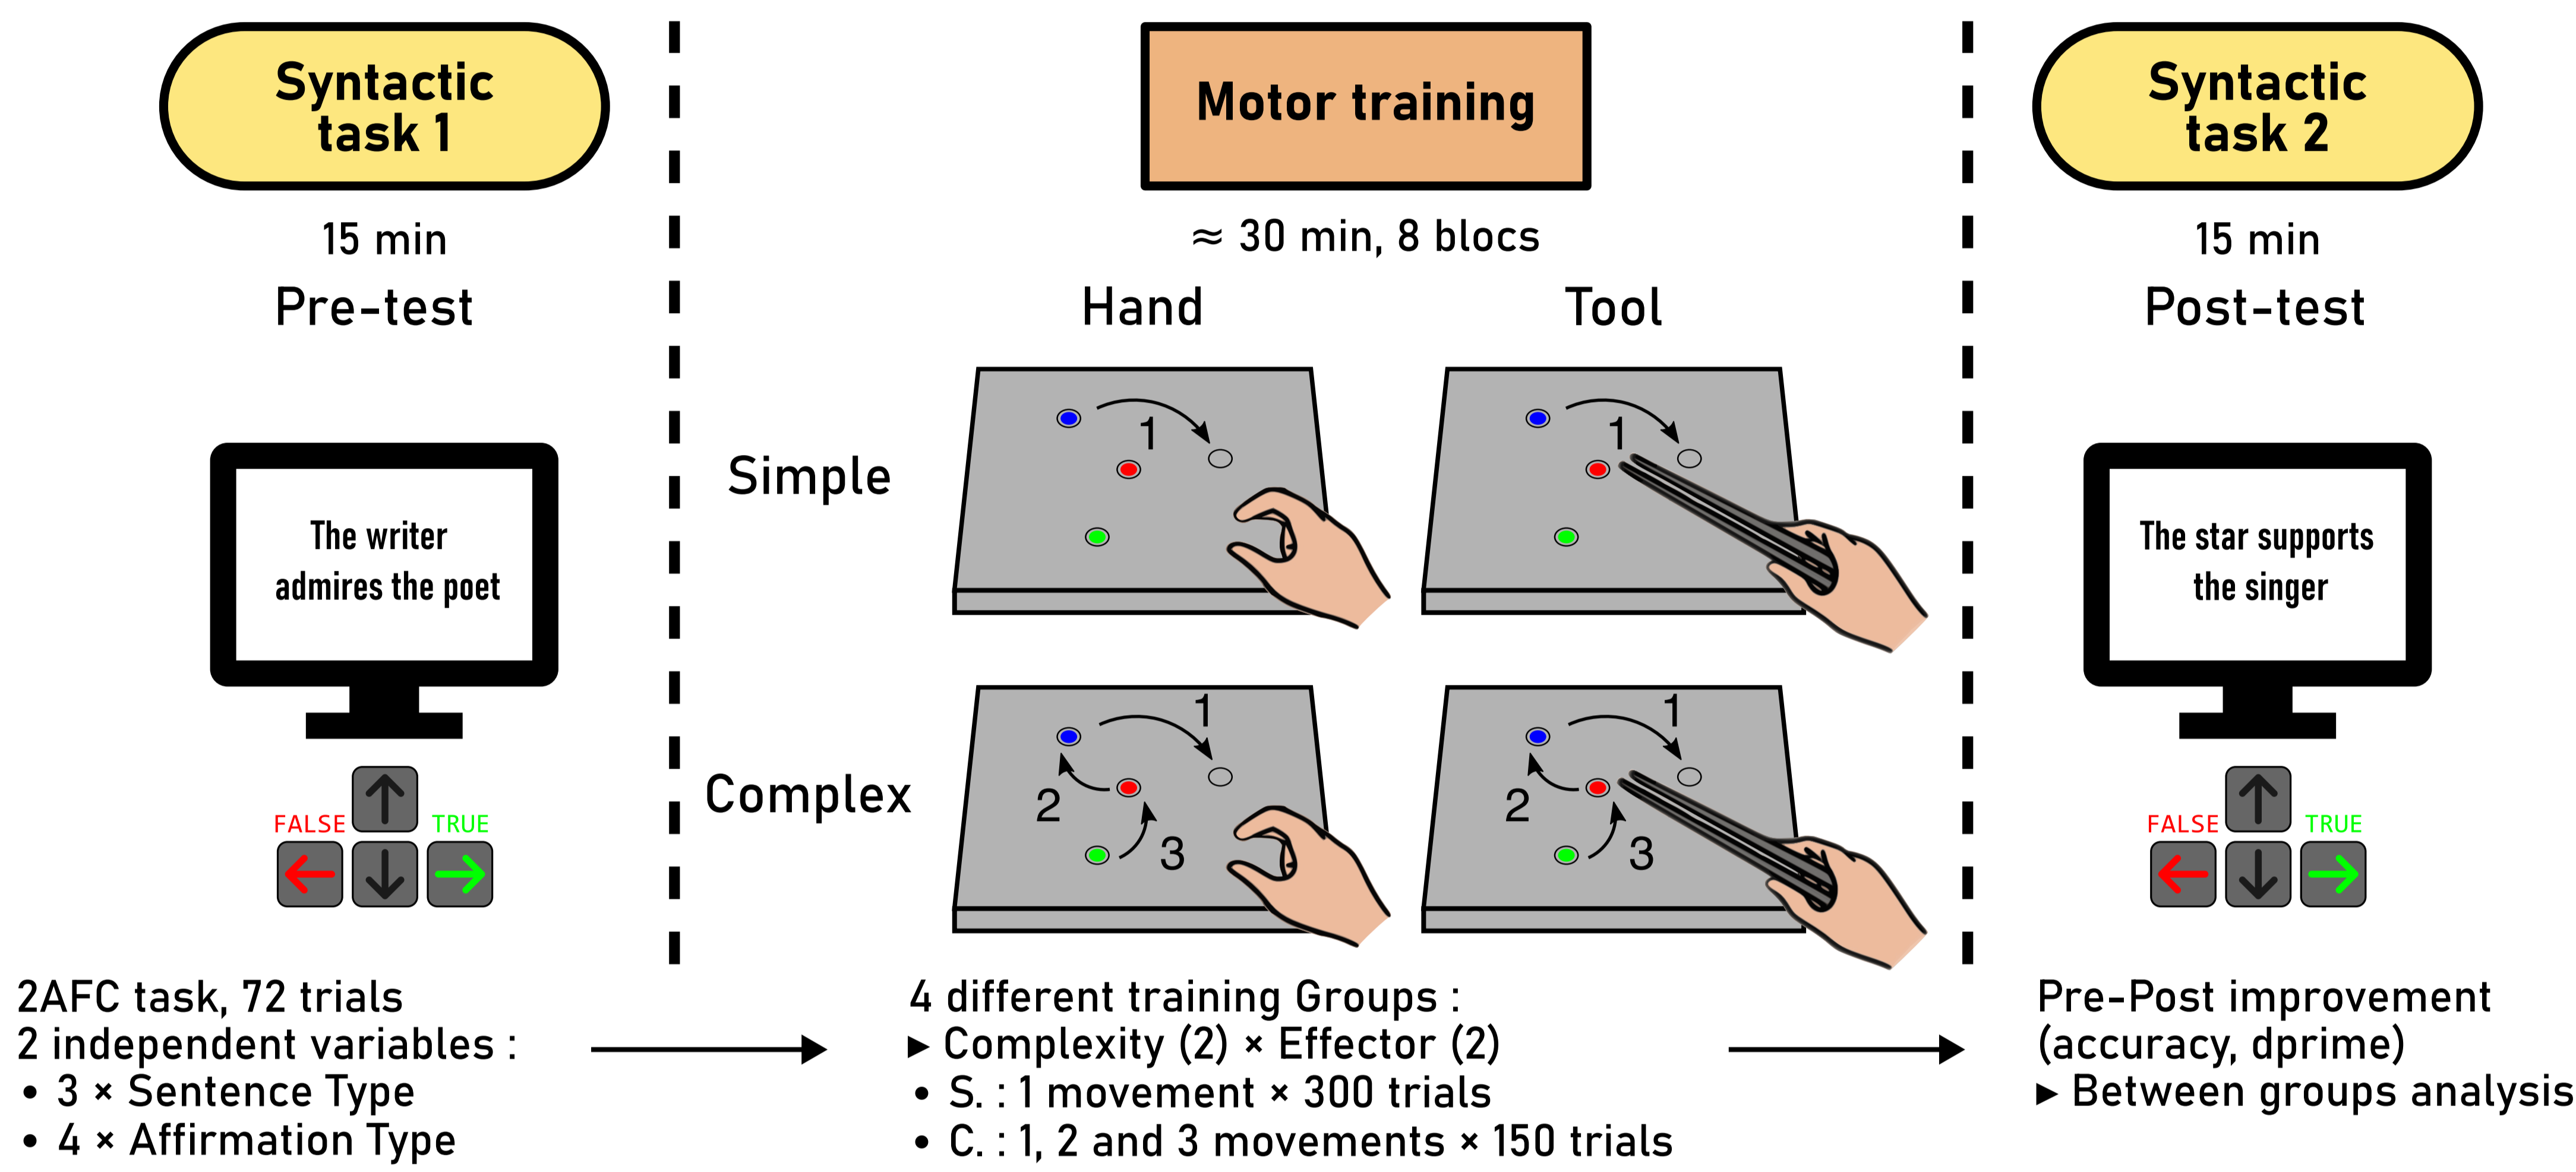 Syntactic
task 1
15 min
Pre-test
The writer
admires the poet
FALSE
TRUE
2AFC task, 72 trials
2 independent variables :
• 3 × Sentence Type
• 4 × Affirmation Type
Motor training
≈ 30 min, 8 blocs
Hand
Tool
Simple
1
1
Complex
1
2
3
1
2
3
4 different training Groups :
▸ Complexity (2) × Effector (2)
• S. : 1 movement × 300 trials
• C. : 1, 2 and 3 movements × 150 trials
Syntactic
task 2
15 min
Post-test
The star supports
the singer
FALSE
TRUE
Pre-Post improvement
(accuracy, dprime)
▸ Between groups analysis